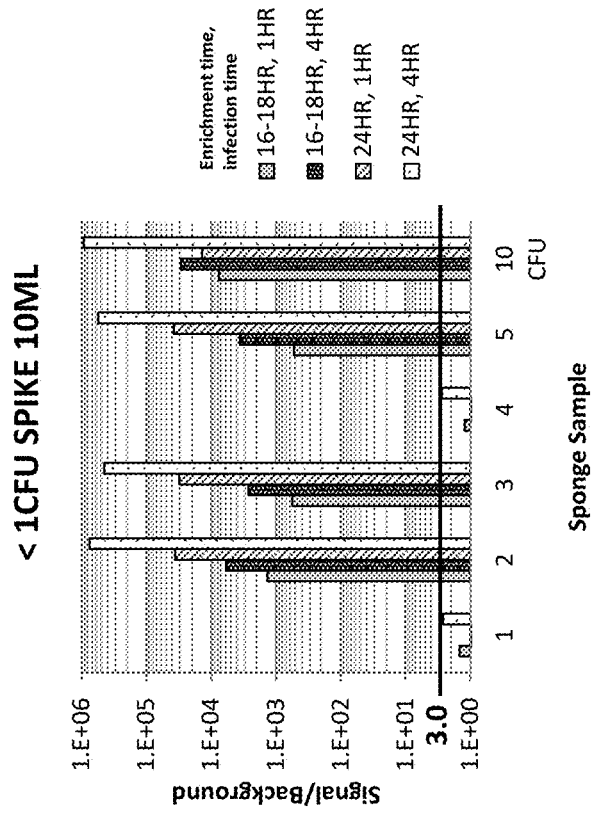 < 1CFU SPIKE 10ML
Signal/Background
1.E+06
1.E+05
1.E+04
1.E+03
1.E+02
1.E+01
3.0
1.E+00
1 2 3 4 5 10
CFU
Sponge Sample
Enrichment time,
infection time
16-18HR, 1HR
16-18HR, 4HR
24HR, 1HR
24HR, 4HR